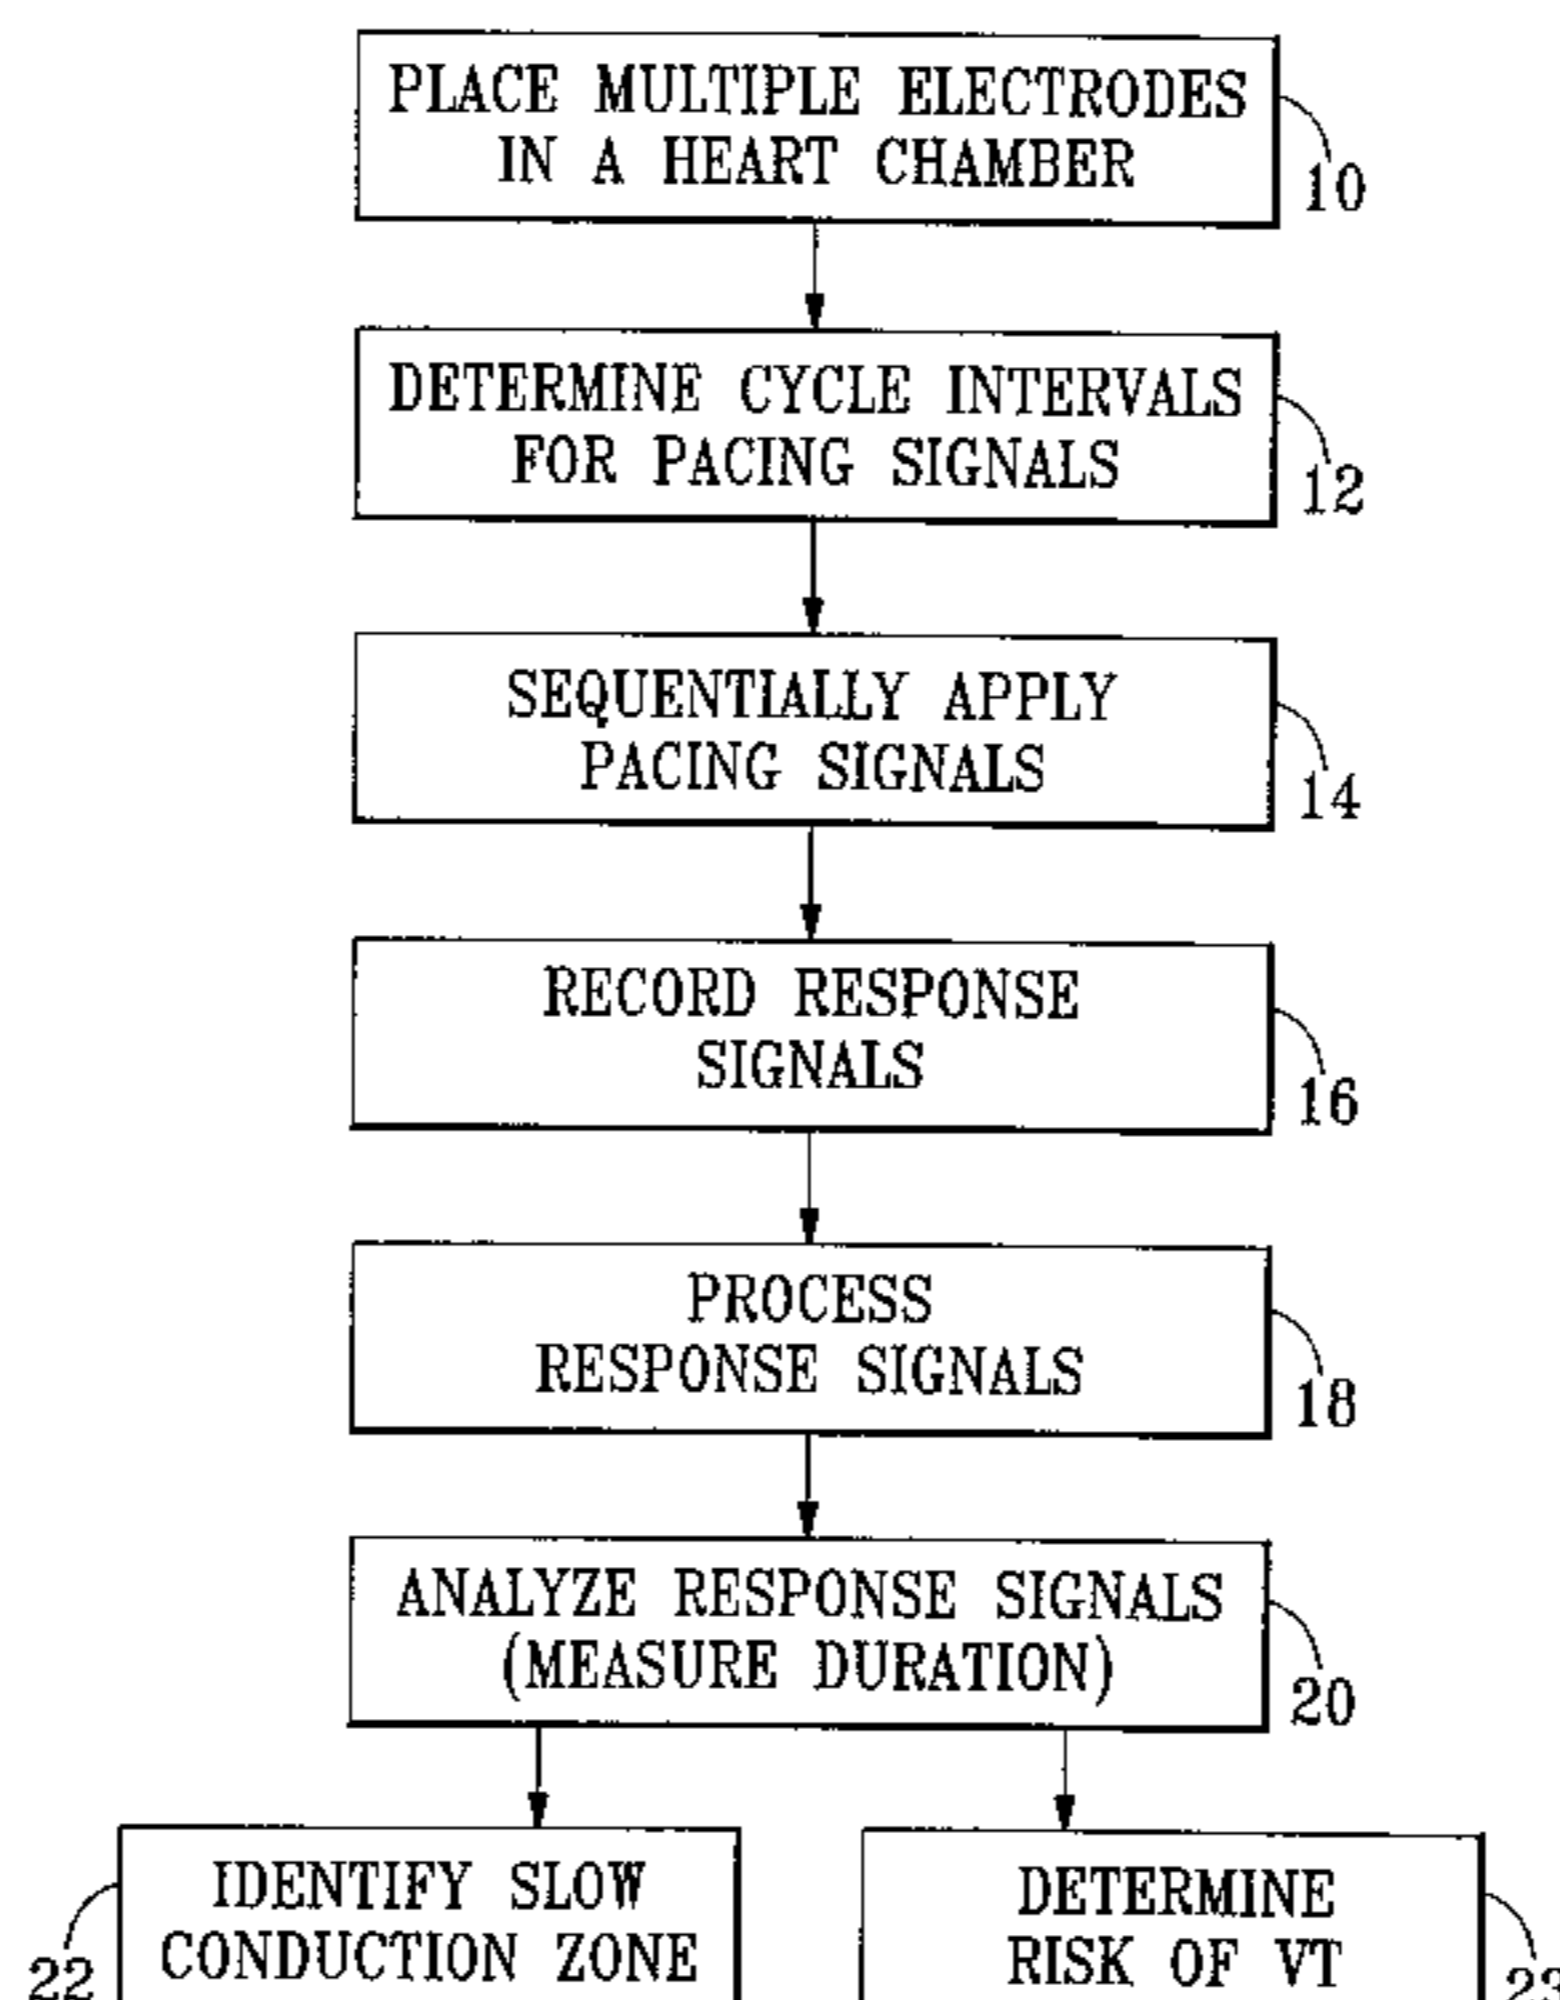 PLACE MULTIPLE ELECTRODES
IN A HEART CHAMBER
10
DETERMINE CYCLE INTERVALS
FOR PACING SIGNALS
12
SEQUENTIALLY APPLY
PACING SIGNALS
14
RECORD RESPONSE
SIGNALS
16
PROCESS
RESPONSE SIGNALS
18
ANALYZE RESPONSE SIGNALS
(MEASURE DURATION)
20
IDENTIFY SLOW
CONDUCTION ZONE
22
DETERMINE
RISK OF VT
23